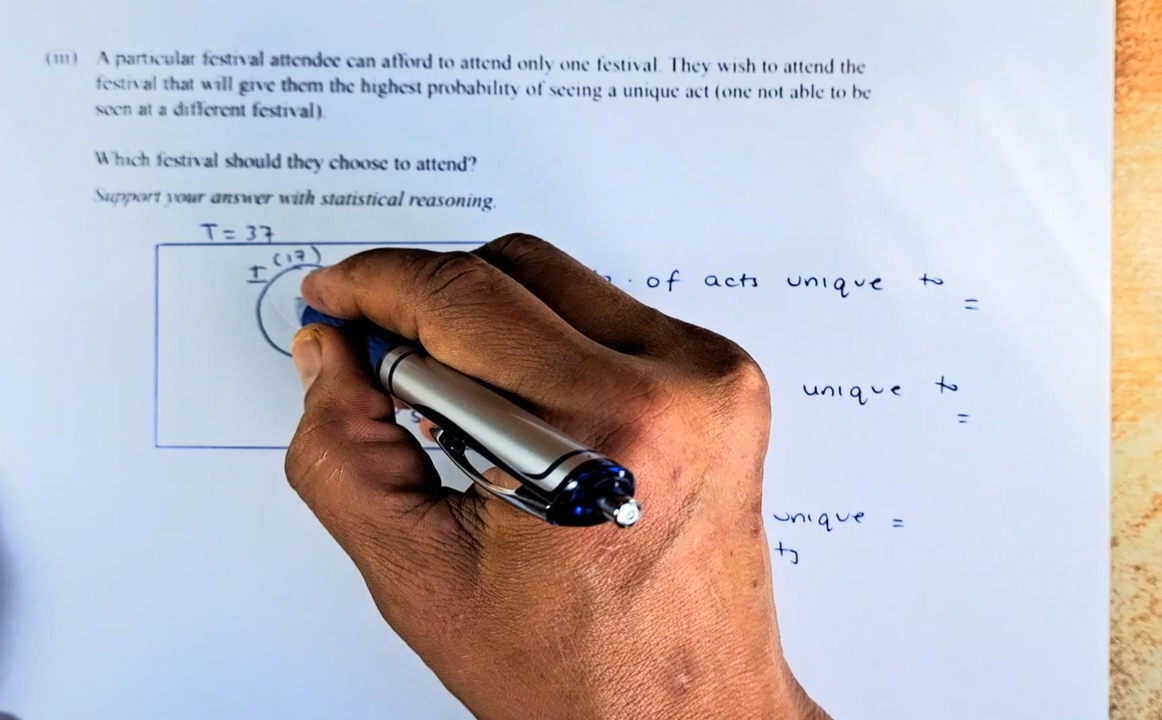 (iii) A particular festival attendee can afford to attend only one festival. They wish to attend the
festival that will give them the highest probability of seeing a unique act (one not able to be
seen at a different festival).
Which festival should they choose to attend?
Support your answer with statistical reasoning.
T = 37
I (17)
of acts unique to =
unique to =
unique =
to